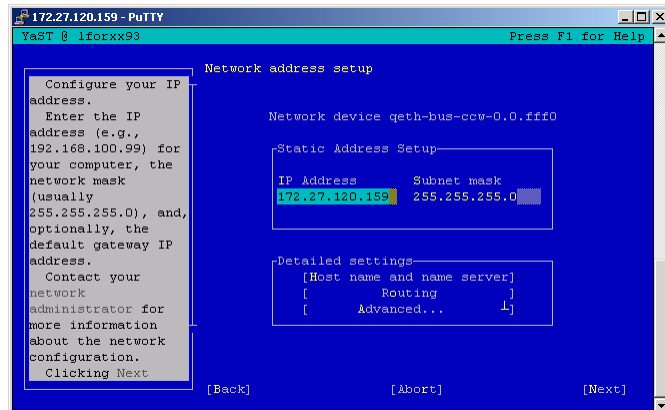 172.27.120.159 - PuTTY
YaST @ lforxx93 Press F1 for Help
Configure your IP
address.
Enter the IP
address (e.g.,
192.168.100.99) for
your computer, the
network mask
(usually
255.255.255.0), and,
optionally, the
default gateway IP
address.
Contact your
network
administrator for
more information
about the network
configuration.
Clicking Next
Network address setup
Network device qeth-bus-ccw-0.0.fff0
Static Address Setup
IP Address Subnet mask
172.27.120.159 255.255.255.0
Detailed settings
[Host name and name server]
[ Routing ]
[ Advanced... ]
[Back] [Abort] [Next]